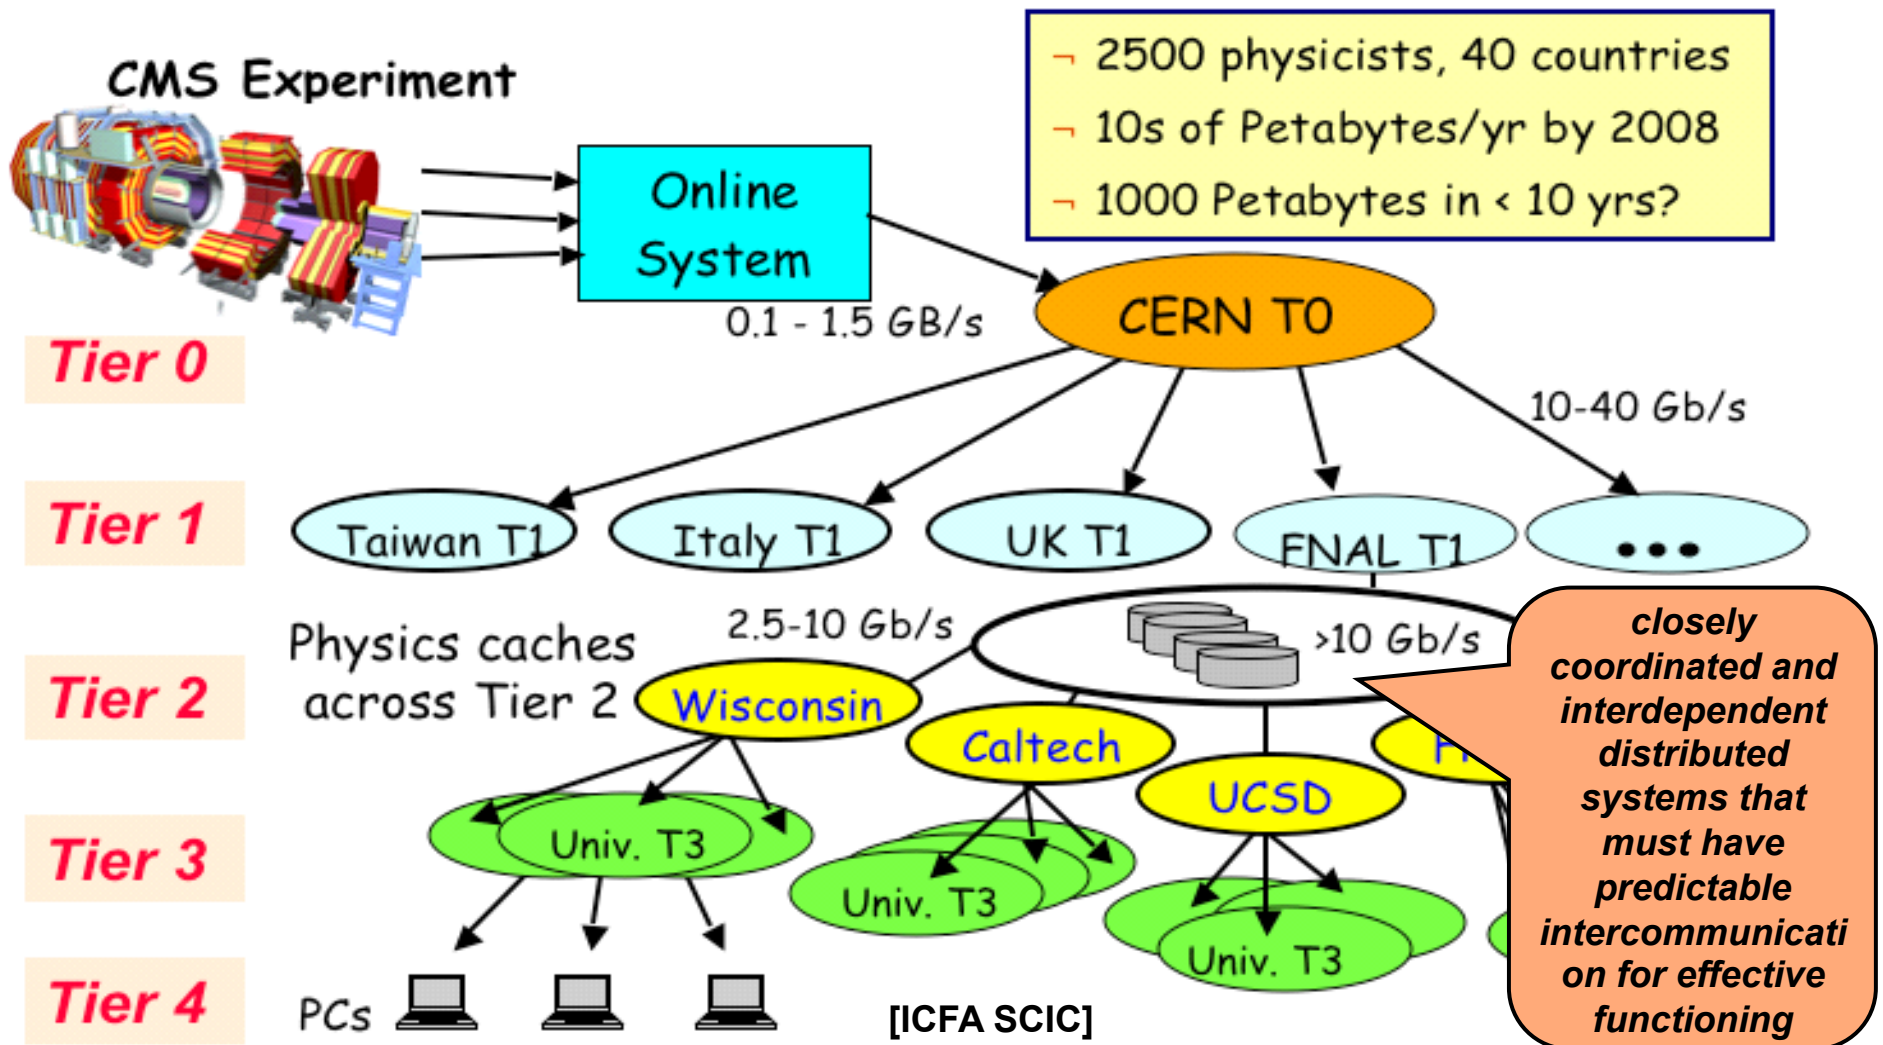 CMS Experiment
¬ 2500 physicists, 40 countries
¬ 10s of Petabytes/yr by 2008
¬ 1000 Petabytes in < 10 yrs?
Online
System
0.1 - 1.5 GB/s
CERN T0
Tier 0
10-40 Gb/s
Tier 1
Taiwan T1
Italy T1
UK T1
FNAL T1
...
Physics caches
across Tier 2
2.5-10 Gb/s
>10 Gb/s
Tier 2
Wisconsin
Caltech
UCSD
closely
coordinated and
interdependent
distributed
systems that
must have
predictable
intercommunicati
on for effective
functioning
Tier 3
Univ. T3
Univ. T3
Univ. T3
Tier 4
PCs
[ICFA SCIC]